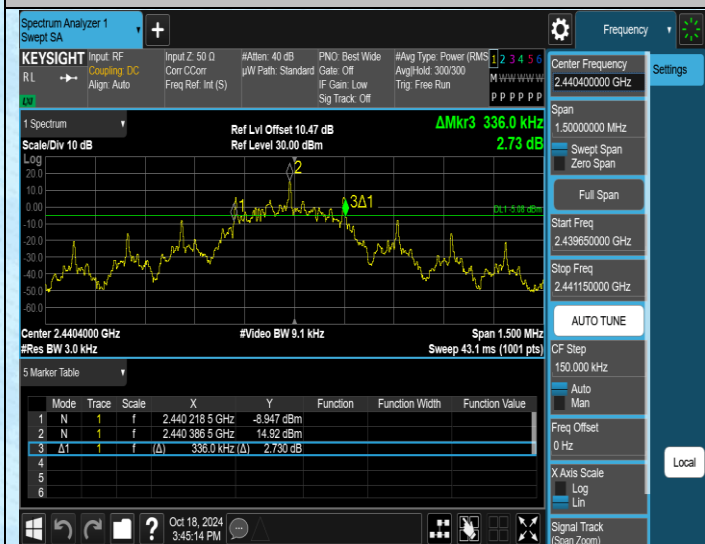 Spectrum Analyzer 1
Swept SA
Frequency
KEYSIGHT
RL
LXI
Input: RF
Coupling: DC
Align: Auto
Input Z: 50 Ω
Corr CCorr
Freq Ref: Int (S)
#Atten: 40 dB
µW Path: Standard
PNO: Best Wide
Gate: Off
IF Gain: Low
Sig Track: Off
#Avg Type: Power (RMS
Avg|Hold: 300/300
Trig: Free Run
1 2 3 4 5 6
M W W W W W
P P P P P P
Center Frequency
2.440400000 GHz
Settings
Span
1.50000000 MHz
Swept Span
Zero Span
Full Span
Start Freq
2.439650000 GHz
Stop Freq
2.441150000 GHz
AUTO TUNE
CF Step
150.000 kHz
Auto
Man
Freq Offset
0 Hz
X Axis Scale
Log
Lin
Signal Track
(Span Zoom)
Local
1 Spectrum
Scale/Div 10 dB
Ref Lvl Offset 10.47 dB
Ref Level 30.00 dBm
ΔMkr3 336.0 kHz
2.73 dB
Log
20.0
10.0
0.00
-10.0
-20.0
-30.0
-40.0
-50.0
-60.0
2
1
3Δ1
DL1 -5.08 dBm
Center 2.4404000 GHz
#Video BW 9.1 kHz
Span 1.500 MHz
#Res BW 3.0 kHz
Sweep 43.1 ms (1001 pts)
5 Marker Table
Mode Trace Scale X Y Function Function Width Function Value
1 N 1 f 2.440 218 5 GHz -8.947 dBm
2 N 1 f 2.440 386 5 GHz 14.92 dBm
3 Δ1 1 f (Δ) 336.0 kHz (Δ) 2.730 dB
4
5
6
?
Oct 18, 2024
3:45:14 PM